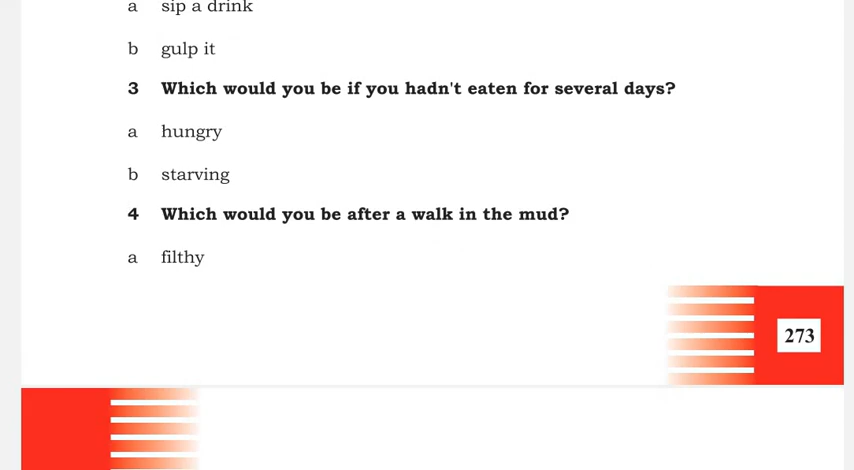 a sip a drink
b gulp it
3 Which would you be if you hadn't eaten for several days?
a hungry
b starving
4 Which would you be after a walk in the mud?
a filthy
273